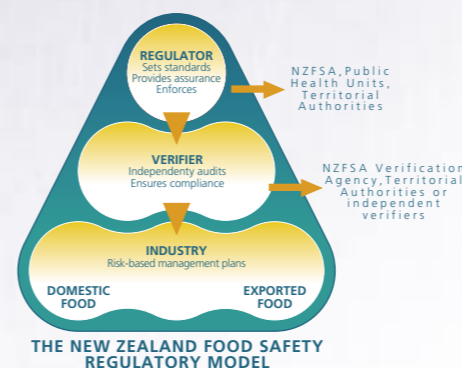 REGULATOR
Sets standards
Provides assurance
Enforces
NZFSA,Public
Health Units,
Territorial
Authorities
VERIFIER
Independenty audits
Ensures compliance
NZFSA Verification
Agency,Territorial
Authorities or
independent
verifiers
INDUSTRY
Risk-based management plans
DOMESTIC
FOOD
EXPORTED
FOOD
THE NEW ZEALAND FOOD SAFETY
REGULATORY MODEL